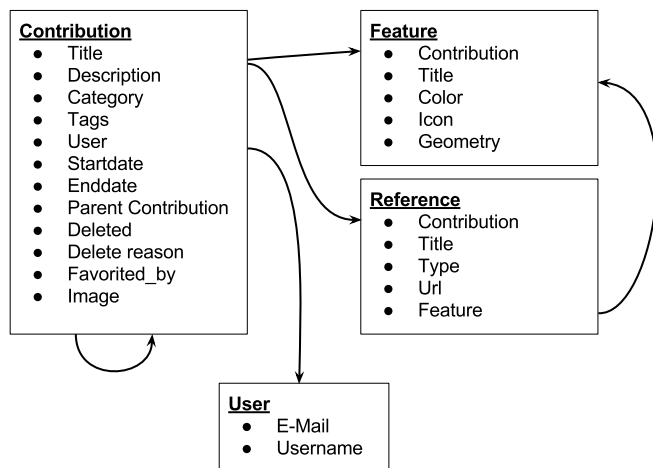 Contribution
● Title
● Description
● Category
● Tags
● User
● Startdate
● Enddate
● Parent Contribution
● Deleted
● Delete reason
● Favorited_by
● Image
Feature
● Contribution
● Title
● Color
● Icon
● Geometry
Reference
● Contribution
● Title
● Type
● Url
● Feature
User
● E-Mail
● Username